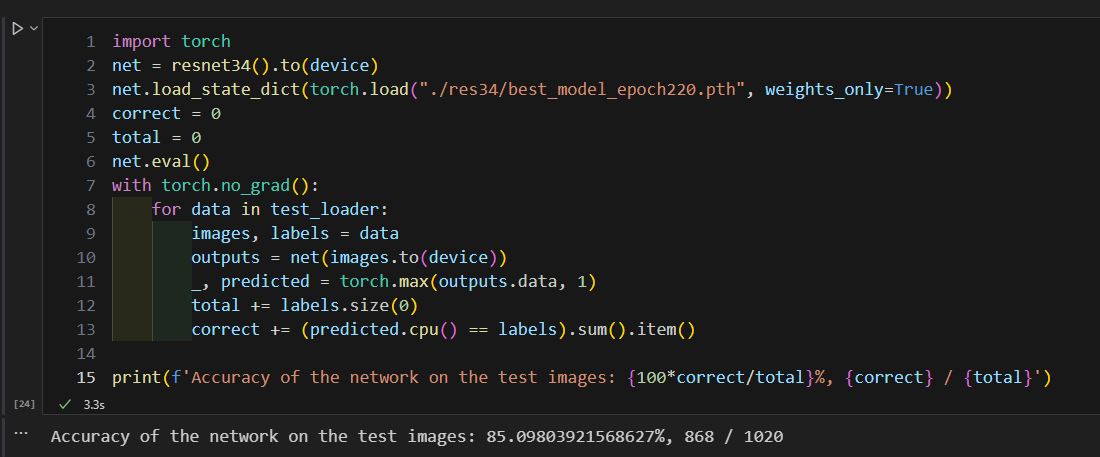 1 import torch
2 net = resnet34().to(device)
3 net.load_state_dict(torch.load("./res34/best_model_epoch220.pth", weights_only=True))
4 correct = 0
5 total = 0
6 net.eval()
7 with torch.no_grad():
8     for data in test_loader:
9         images, labels = data
10         outputs = net(images.to(device))
11         _, predicted = torch.max(outputs.data, 1)
12         total += labels.size(0)
13         correct += (predicted.cpu() == labels).sum().item()
14
15 print(f'Accuracy of the network on the test images: {100*correct/total}%, {correct} / {total}')
[24] ✓ 3.3s
... Accuracy of the network on the test images: 85.09803921568627%, 868 / 1020